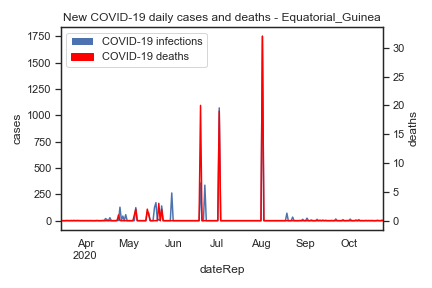 New COVID-19 daily cases and deaths - Equatorial_Guinea
COVID-19 infections
COVID-19 deaths
1750
1500
1250
1000
750
500
250
0
cases
30
25
20
15
10
5
0
deaths
Apr May Jun Jul Aug Sep Oct
2020
dateRep